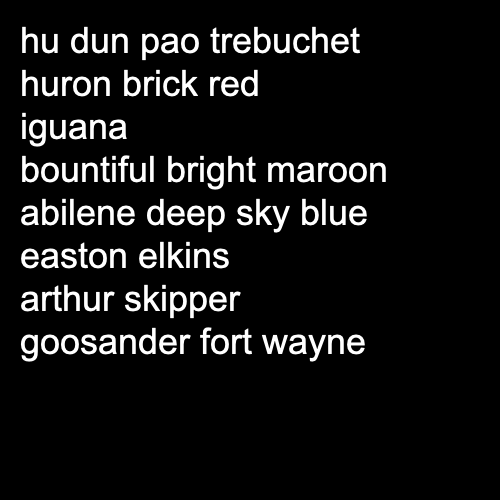 hu dun pao trebuchet
huron brick red
iguana
bountiful bright maroon
abilene deep sky blue
easton elkins
arthur skipper
goosander fort wayne